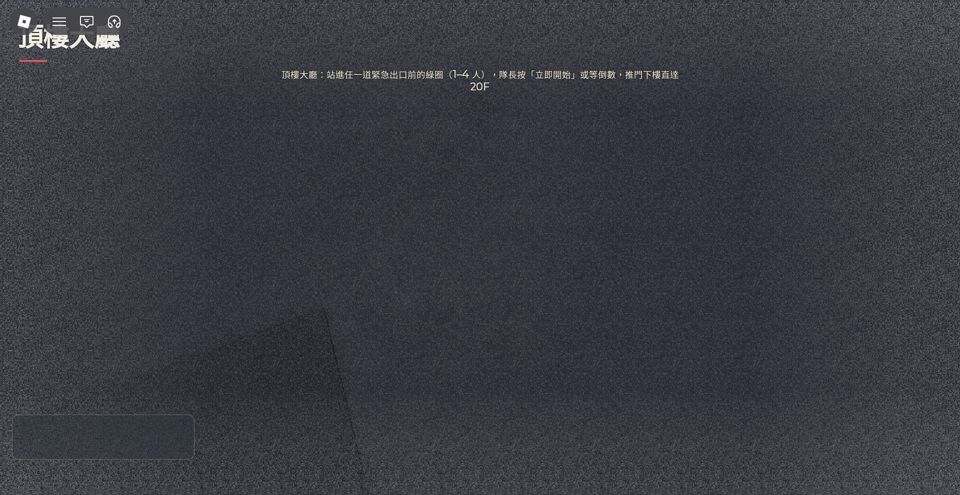 頂樓大廳
頂樓大廳：站進任一道緊急出口前的綠圈（1–4 人），隊長按「立即開始」或等倒數，推門下樓直達
20F